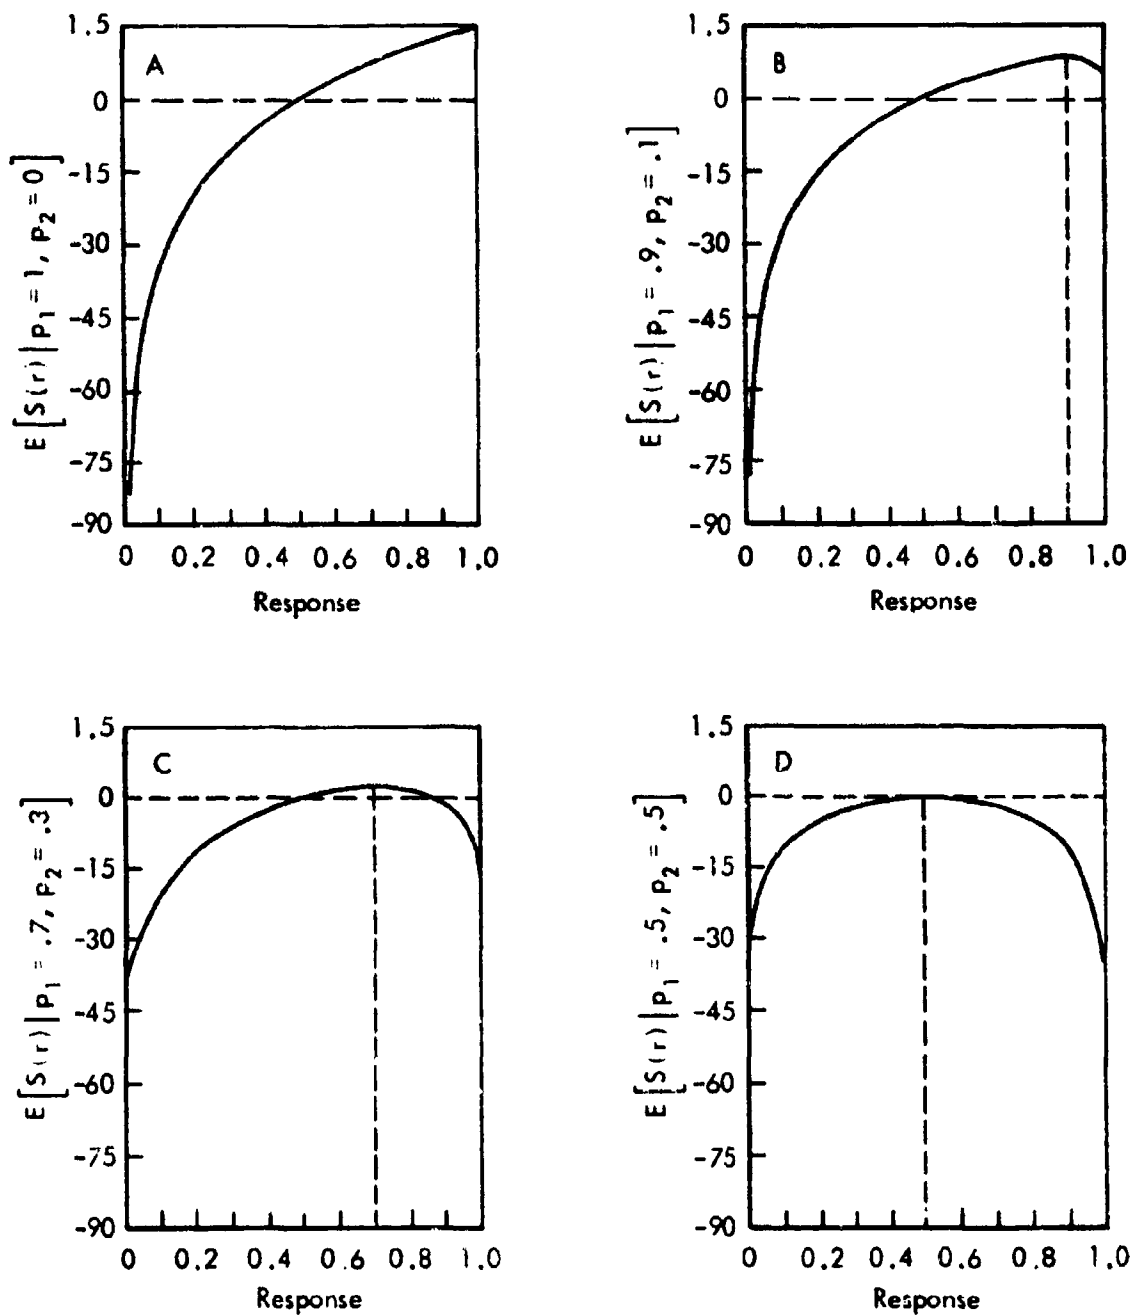 A
1.5
0
-15
-30
-45
-60
-75
-90
E[S(r)|p₁ = 1, p₂ = 0]
0 0.2 0.4 0.6 0.8 1.0
Response
B
1.5
0
-15
-30
-45
-60
-75
-90
E[S(r)|p₁ = .9, p₂ = .1]
0 0.2 0.4 0.6 0.8 1.0
Response
C
1.5
0
-15
-30
-45
-60
-75
-90
E[S(r)|p₁ = .7, p₂ = .3]
0 0.2 0.4 0.6 0.8 1.0
Response
D
1.5
0
-15
-30
-45
-60
-75
-90
E[S(r)|p₁ = .5, p₂ = .5]
0 0.2 0.4 0.6 0.8 1.0
Response